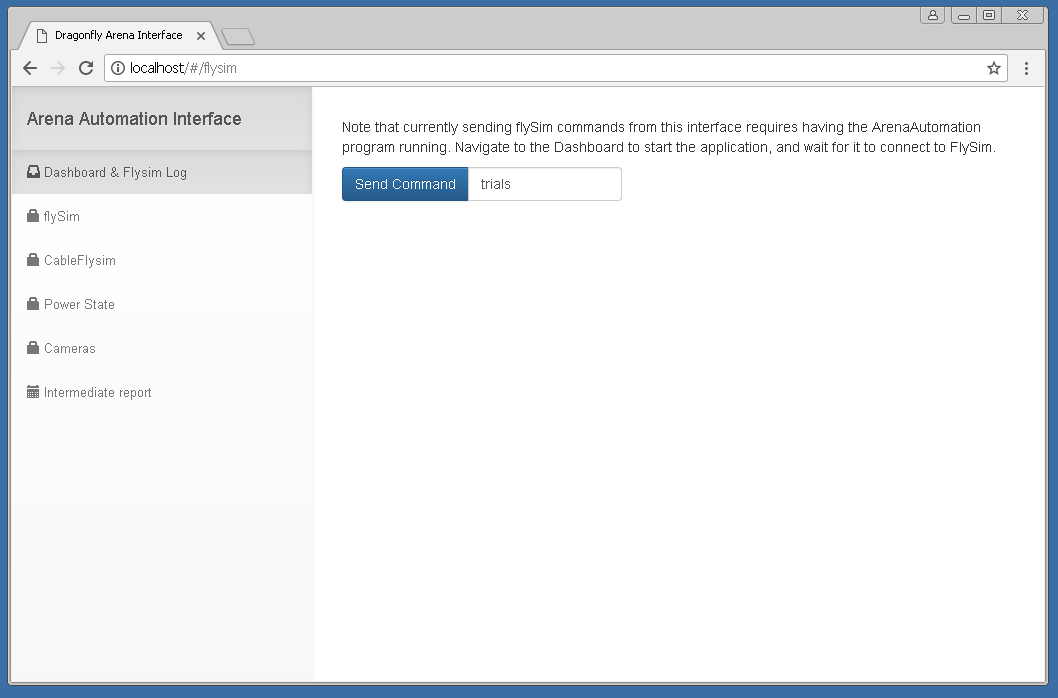 Dragonfly Arena Interface
localhost/#/flysim
Arena Automation Interface
Dashboard & Flysim Log
flySim
CableFlysim
Power State
Cameras
Intermediate report
Note that currently sending flySim commands from this interface requires having the ArenaAutomation
program running. Navigate to the Dashboard to start the application, and wait for it to connect to FlySim.
Send Command trials